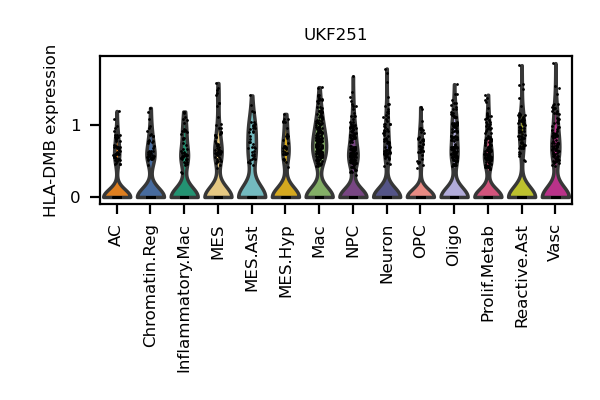 UKF251
HLA-DMB expression
1
0
AC
Chromatin.Reg
Inflammatory.Mac
MES
MES.Ast
MES.Hyp
Mac
NPC
Neuron
OPC
Oligo
Prolif.Metab
Reactive.Ast
Vasc